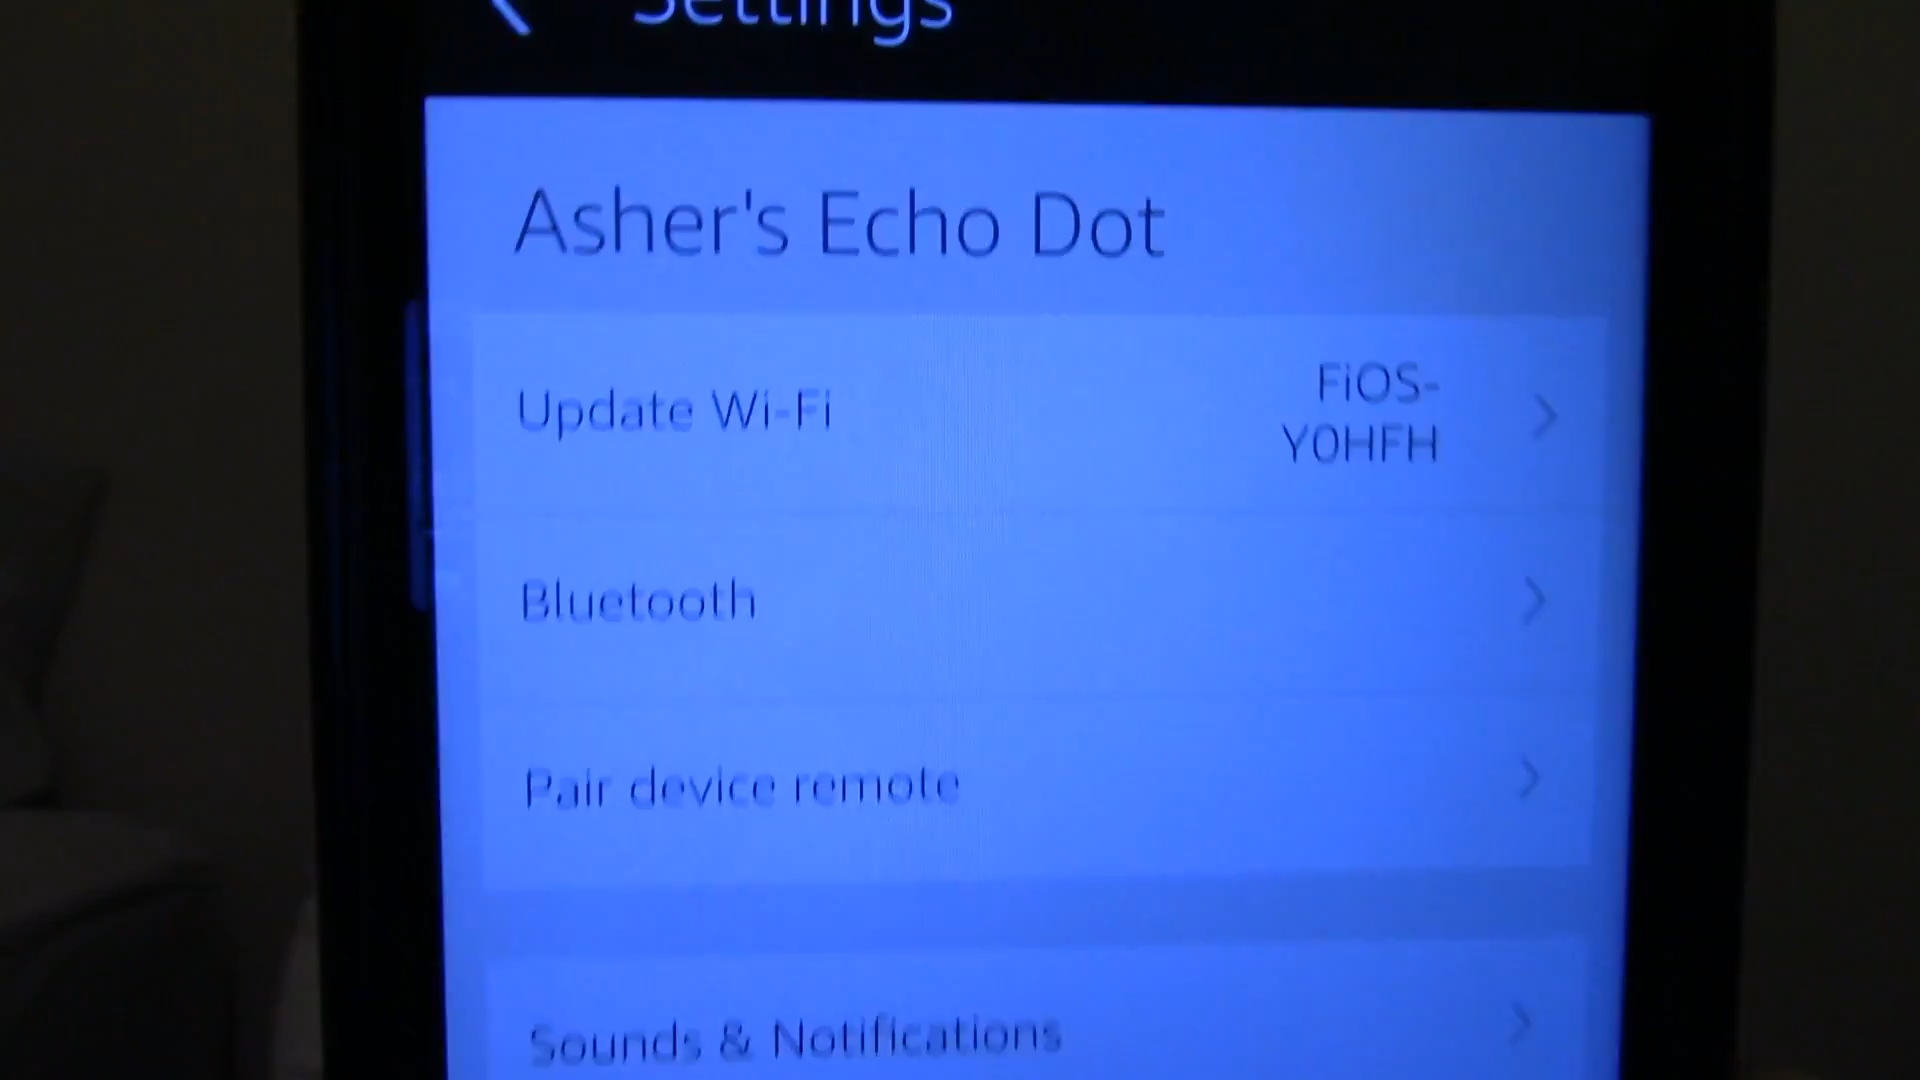 Settings
Asher's Echo Dot
Update Wi-Fi
FiOS-
Y0HFH
Bluetooth
Pair device remote
Sounds & Notifications